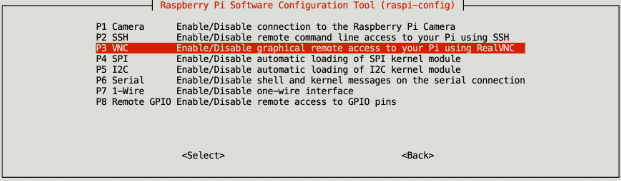 Raspberry Pi Software Configuration Tool (raspi-config)
P1 Camera Enable/Disable connection to the Raspberry Pi Camera
P2 SSH Enable/Disable remote command line access to your Pi using SSH
P3 VNC Enable/Disable graphical remote access to your Pi using RealVNC
P4 SPI Enable/Disable automatic loading of SPI kernel module
P5 I2C Enable/Disable automatic loading of I2C kernel module
P6 Serial Enable/Disable shell and kernel messages on the serial connection
P7 1-Wire Enable/Disable one-wire interface
P8 Remote GPIO Enable/Disable remote access to GPIO pins
<Select> <Back>